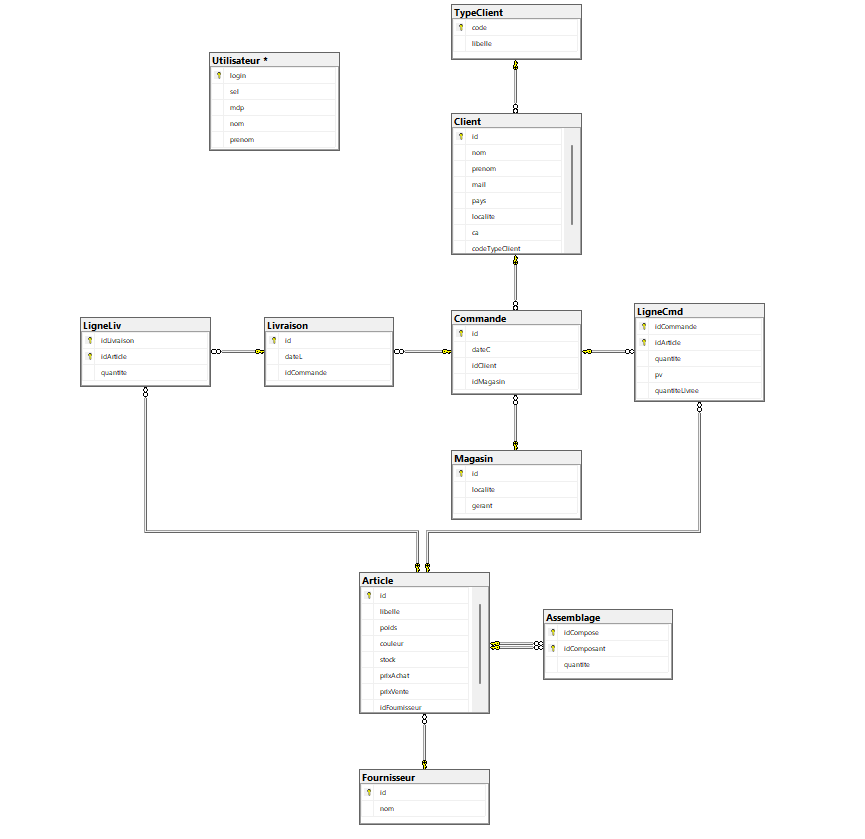 TypeClient
code
libelle
Utilisateur *
login
sel
mdp
nom
prenom
Client
id
nom
prenom
mail
pays
localite
ca
codeTypeClient
LigneLiv
idLivraison
idArticle
quantite
Livraison
id
dateL
idCommande
Commande
id
dateC
idClient
idMagasin
LigneCmd
idCommande
idArticle
quantite
pv
quantiteLivree
Magasin
id
localite
gerant
Article
id
libelle
poids
couleur
stock
prixAchat
prixVente
idFournisseur
Assemblage
idCompose
idComposant
quantite
Fournisseur
id
nom